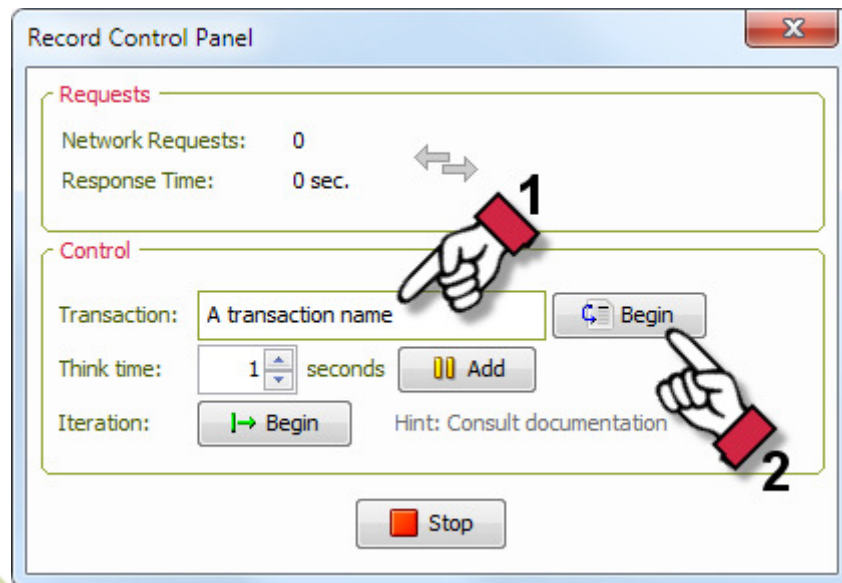 Record Control Panel
Requests
Network Requests: 0
Response Time: 0 sec.
1
Control
Transaction: A transaction name Begin
Think time: 1 seconds Add
Iteration: Begin Hint: Consult documentation
2
Stop